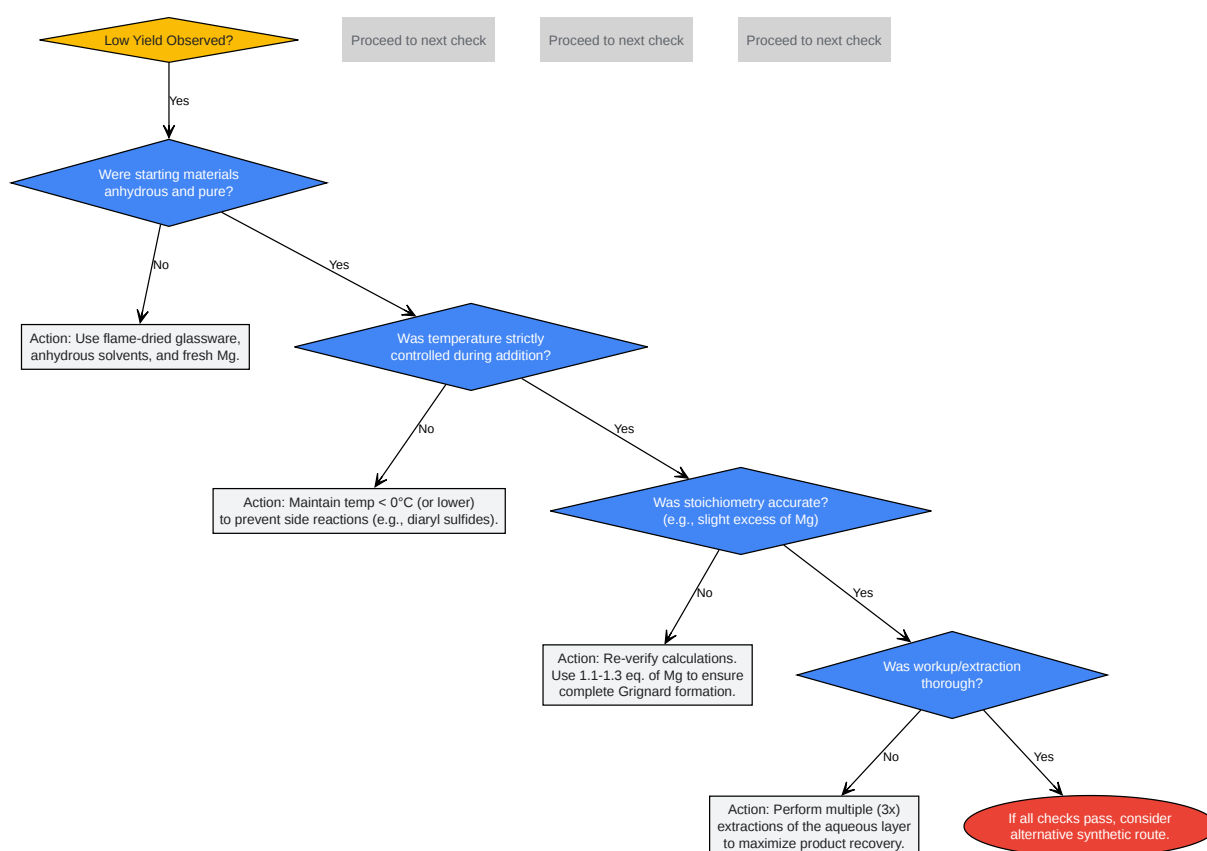 Low Yield Observed?
Proceed to next check
Proceed to next check
Proceed to next check
Yes
Were starting materials
anhydrous and pure?
No
Yes
Action: Use flame-dried glassware,
anhydrous solvents, and fresh Mg.
Was temperature strictly
controlled during addition?
No
Yes
Action: Maintain temp < 0°C (or lower)
to prevent side reactions (e.g., diaryl sulfides).
Was stoichiometry accurate?
(e.g., slight excess of Mg)
No
Yes
Action: Re-verify calculations.
Use 1.1-1.3 eq. of Mg to ensure
complete Grignard formation.
Was workup/extraction
thorough?
No
Yes
Action: Perform multiple (3x)
extractions of the aqueous layer
to maximize product recovery.
If all checks pass, consider
alternative synthetic route.